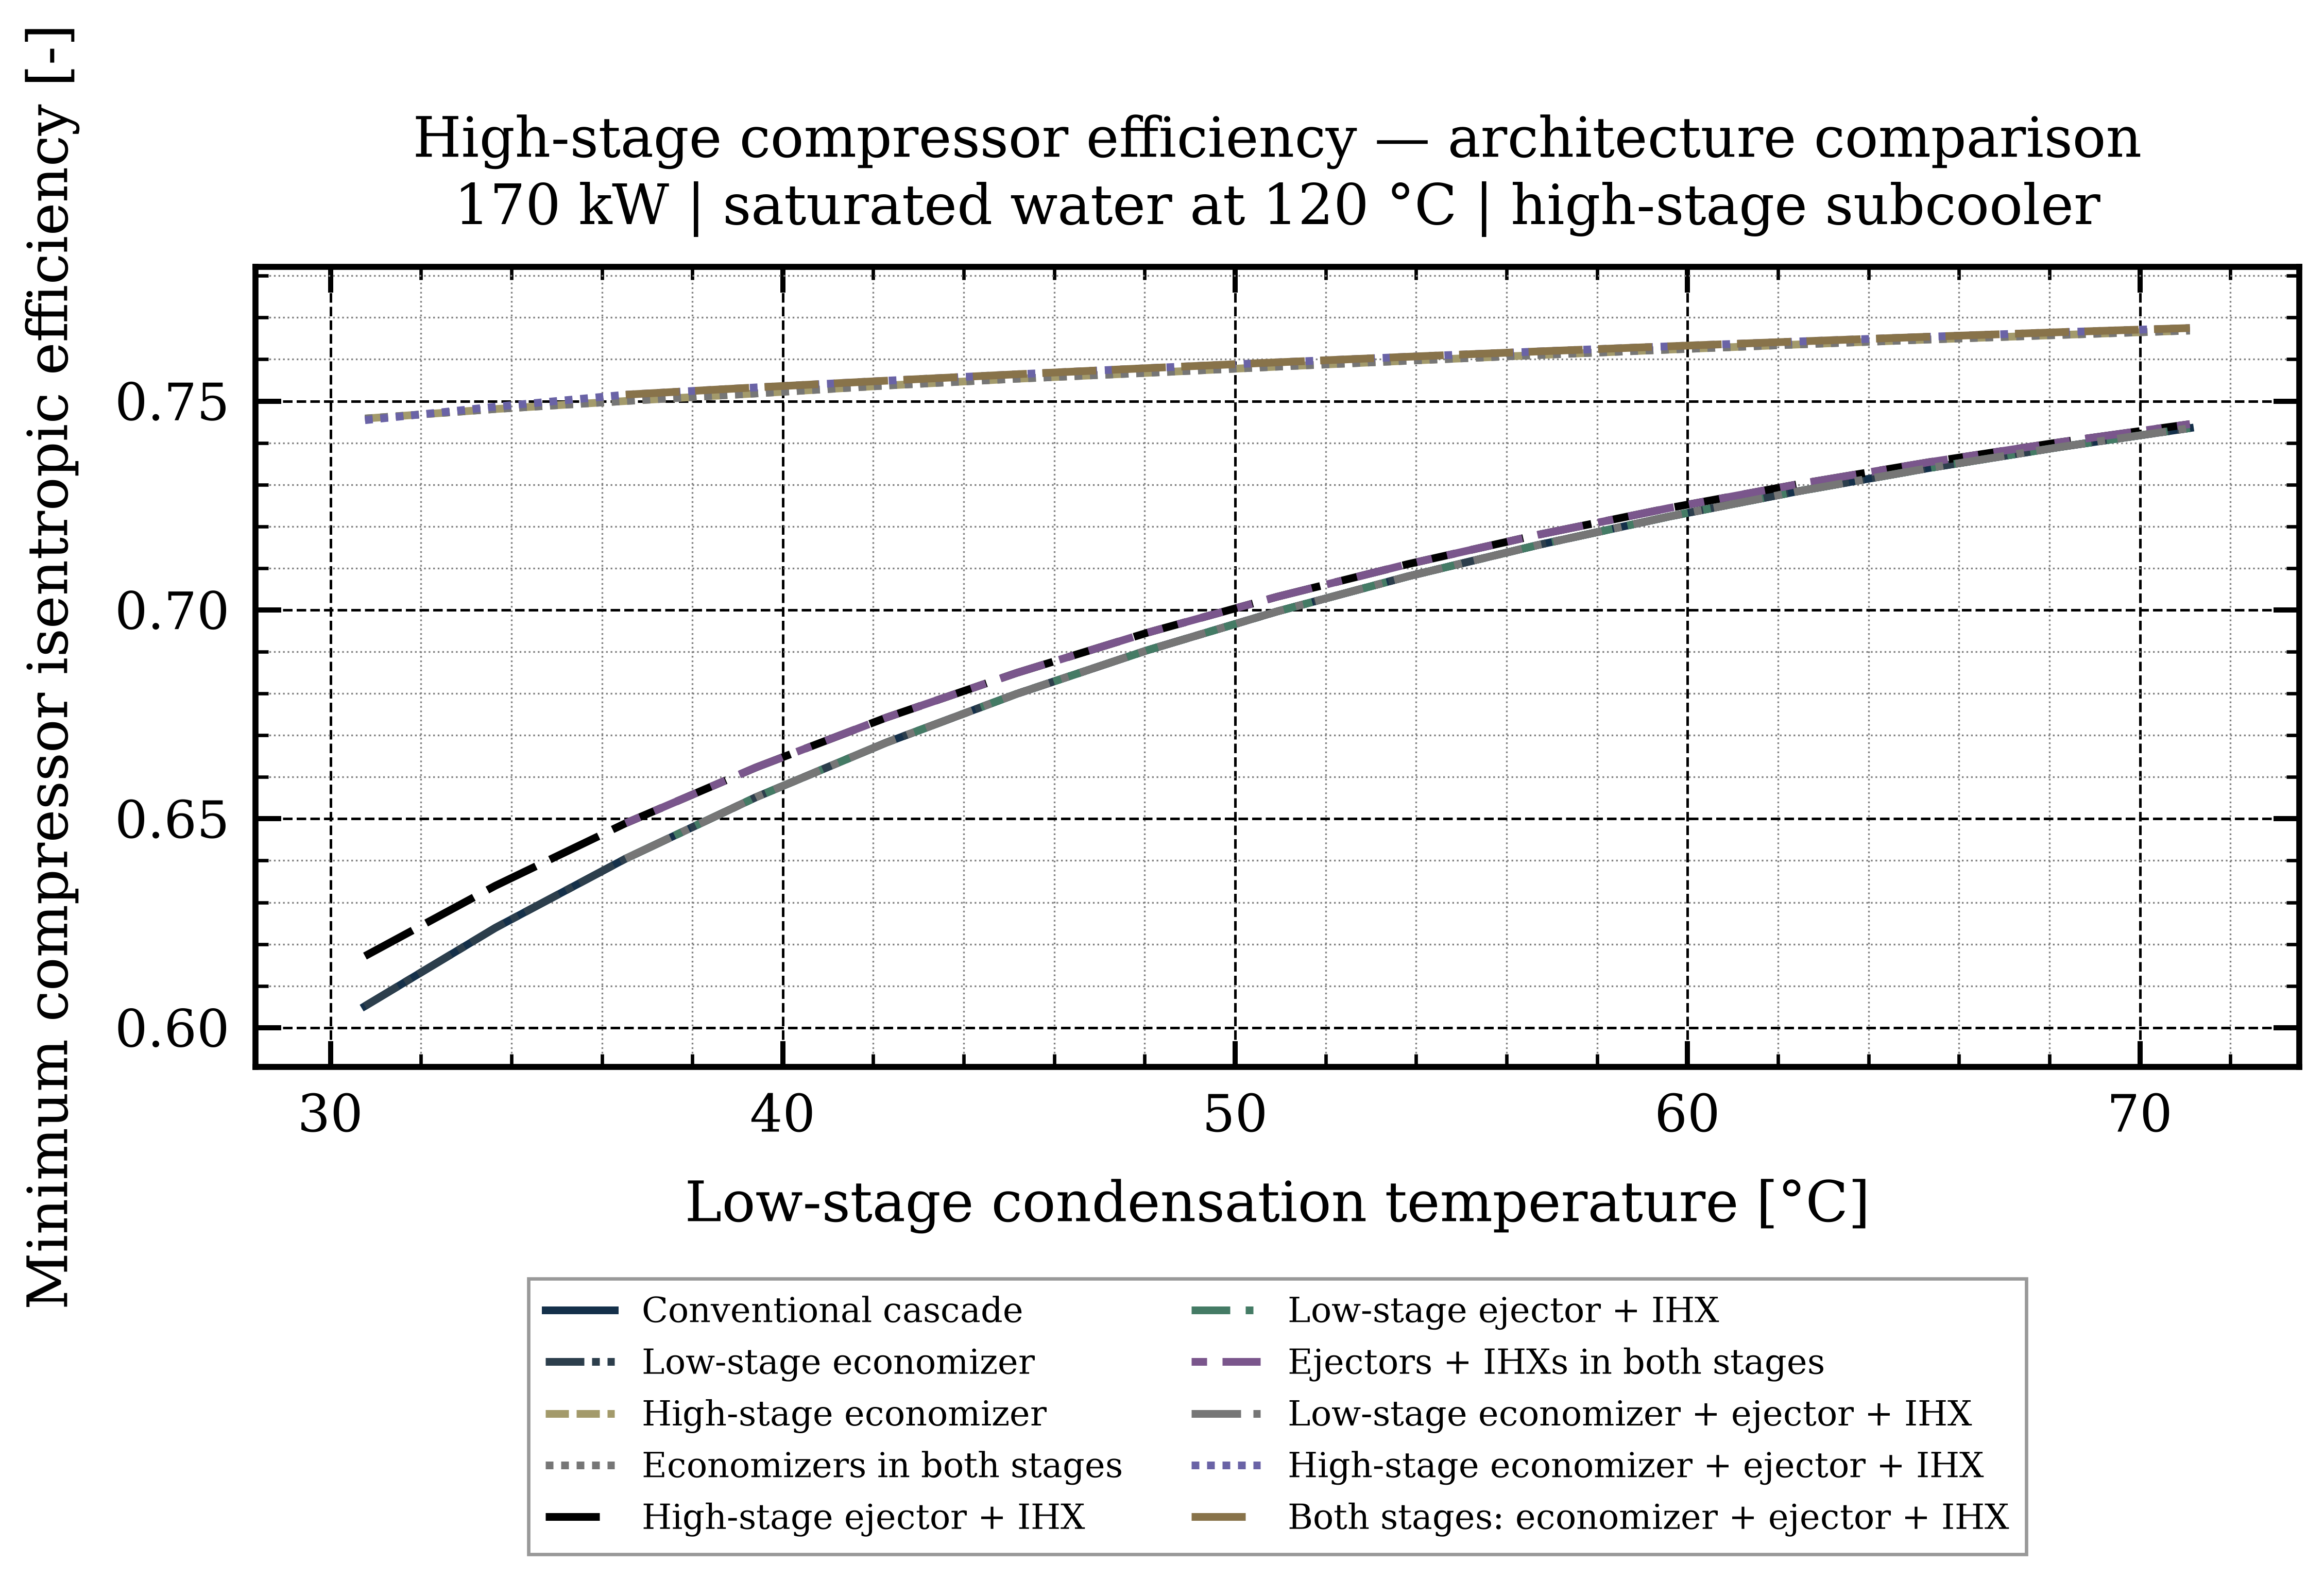 High-stage compressor efficiency — architecture comparison
170 kW | saturated water at 120 °C | high-stage subcooler
Minimum compressor isentropic efficiency [-]
0.75
0.70
0.65
0.60
30 40 50 60 70
Low-stage condensation temperature [°C]
Conventional cascade
Low-stage economizer
High-stage economizer
Economizers in both stages
High-stage ejector + IHX
Low-stage ejector + IHX
Ejectors + IHXs in both stages
Low-stage economizer + ejector + IHX
High-stage economizer + ejector + IHX
Both stages: economizer + ejector + IHX